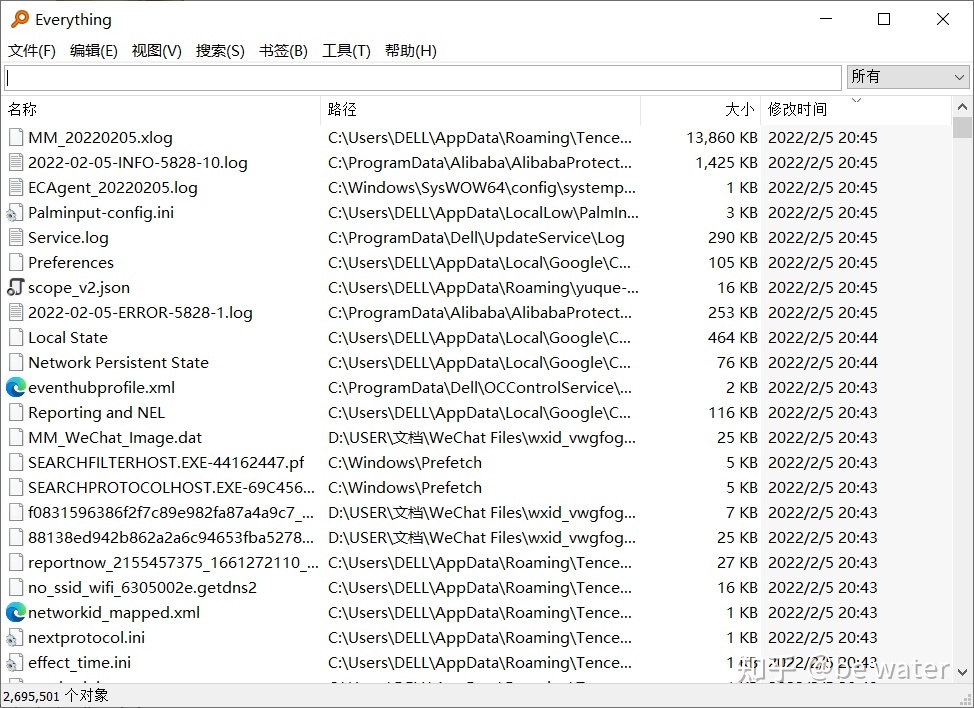 Everything
文件(F) 编辑(E) 视图(V) 搜索(S) 书签(B) 工具(T) 帮助(H)
所有
名称 路径 大小 修改时间
MM_20220205.xlog C:\Users\DELL\AppData\Roaming\Tence... 13,860 KB 2022/2/5 20:45
2022-02-05-INFO-5828-10.log C:\ProgramData\Alibaba\AlibabaProtect... 1,425 KB 2022/2/5 20:45
ECAgent_20220205.log C:\Windows\SysWOW64\config\systemp... 1 KB 2022/2/5 20:45
Palminput-config.ini C:\Users\DELL\AppData\LocalLow\PalmIn... 3 KB 2022/2/5 20:45
Service.log C:\ProgramData\Dell\UpdateService\Log 290 KB 2022/2/5 20:45
Preferences C:\Users\DELL\AppData\Local\Google\C... 105 KB 2022/2/5 20:45
scope_v2.json C:\Users\DELL\AppData\Roaming\yuque-... 16 KB 2022/2/5 20:45
2022-02-05-ERROR-5828-1.log C:\ProgramData\Alibaba\AlibabaProtect... 253 KB 2022/2/5 20:45
Local State C:\Users\DELL\AppData\Local\Google\C... 464 KB 2022/2/5 20:44
Network Persistent State C:\Users\DELL\AppData\Local\Google\C... 76 KB 2022/2/5 20:44
eventhubprofile.xml C:\ProgramData\Dell\OCControlService\... 2 KB 2022/2/5 20:43
Reporting and NEL C:\Users\DELL\AppData\Local\Google\C... 116 KB 2022/2/5 20:43
MM_WeChat_Image.dat D:\USER\文档\WeChat Files\wxid_vwgfog... 25 KB 2022/2/5 20:43
SEARCHFILTERHOST.EXE-44162447.pf C:\Windows\Prefetch 5 KB 2022/2/5 20:43
SEARCHPROTOCOLHOST.EXE-69C456... C:\Windows\Prefetch 5 KB 2022/2/5 20:43
f0831596386f2f7c89e982fa87a4a9c7_... D:\USER\文档\WeChat Files\wxid_vwgfog... 7 KB 2022/2/5 20:43
88138ed942b862a2a6c94653fba5278... D:\USER\文档\WeChat Files\wxid_vwgfog... 25 KB 2022/2/5 20:43
reportnow_2155457375_1661272110_... C:\Users\DELL\AppData\Roaming\Tence... 27 KB 2022/2/5 20:43
no_ssid_wifi_6305002e.getdns2 C:\Users\DELL\AppData\Roaming\Tence... 16 KB 2022/2/5 20:43
networkid_mapped.xml C:\Users\DELL\AppData\Roaming\Tence... 1 KB 2022/2/5 20:43
nextprotocol.ini C:\Users\DELL\AppData\Roaming\Tence... 1 KB 2022/2/5 20:43
effect_time.ini C:\Users\DELL\AppData\Roaming\Tence... 1 KB 2022/2/5 20:43
知乎 @be water
2,695,501 个对象